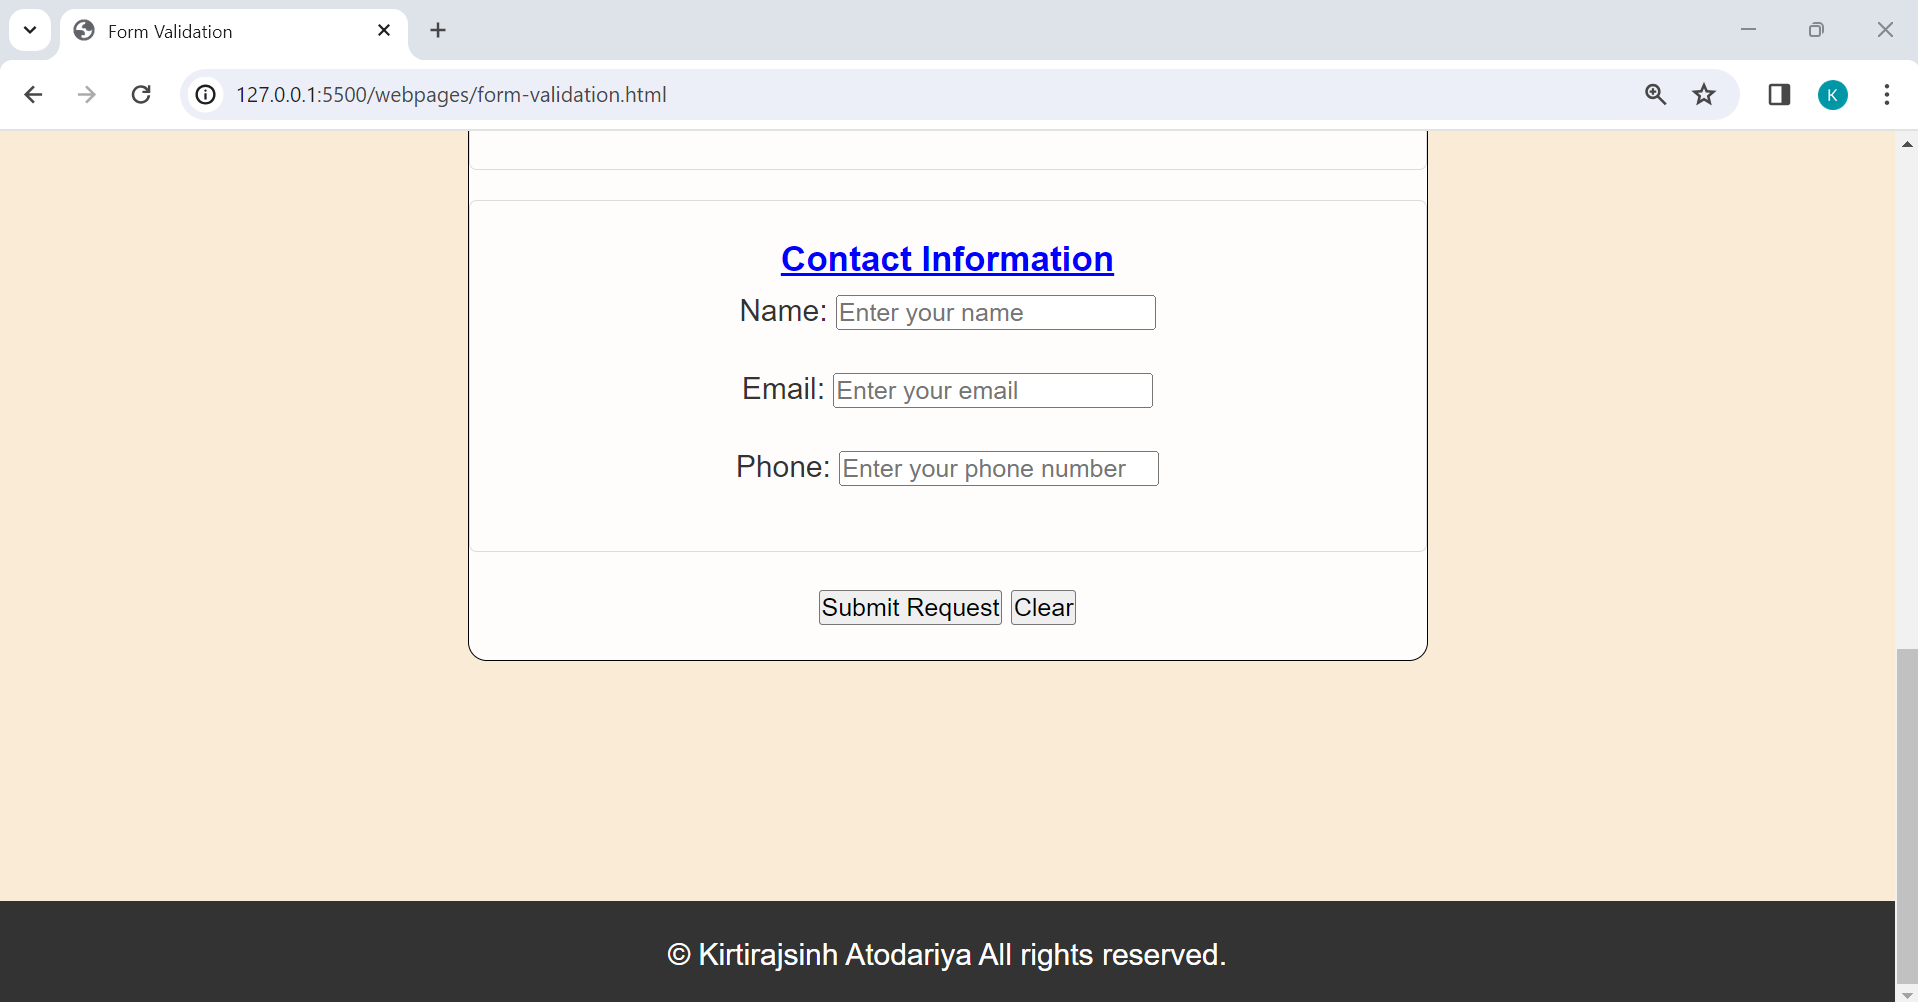 Form Validation
127.0.0.1:5500/webpages/form-validation.html
K
Contact Information
Name: Enter your name
Email: Enter your email
Phone: Enter your phone number
Submit Request Clear
© Kirtirajsinh Atodariya All rights reserved.